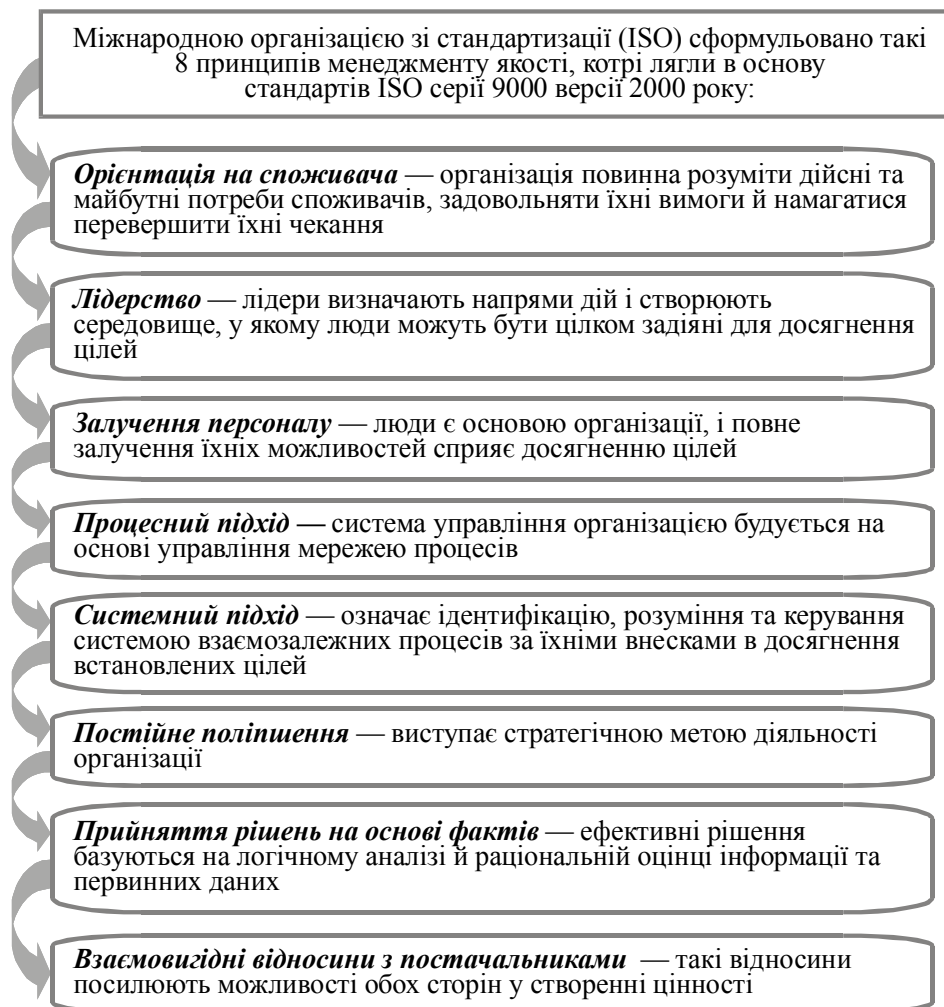 Міжнародною організацією зі стандартизації (ISO) сформульовано такі
8 принципів менеджменту якості, котрі лягли в основу
стандартів ISO серії 9000 версії 2000 року:
Орієнтація на споживача — організація повинна розуміти дійсні та
майбутні потреби споживачів, задовольняти їхні вимоги й намагатися
перевершити їхні чекання
Лідерство — лідери визначають напрями дій і створюють
середовище, у якому люди можуть бути цілком задіяні для досягнення
цілей
Залучення персоналу — люди є основою організації, і повне
залучення їхніх можливостей сприяє досягненню цілей
Процесний підхід — система управління організацією будується на
основі управління мережею процесів
Системний підхід — означає ідентифікацію, розуміння та керування
системою взаємозалежних процесів за їхніми внесками в досягнення
встановлених цілей
Постійне поліпшення — виступає стратегічною метою діяльності
організації
Прийняття рішень на основі фактів — ефективні рішення
базуються на логічному аналізі й раціональній оцінці інформації та
первинних даних
Взаємовигідні відносини з постачальниками — такі відносини
посилюють можливості обох сторін у створенні цінності